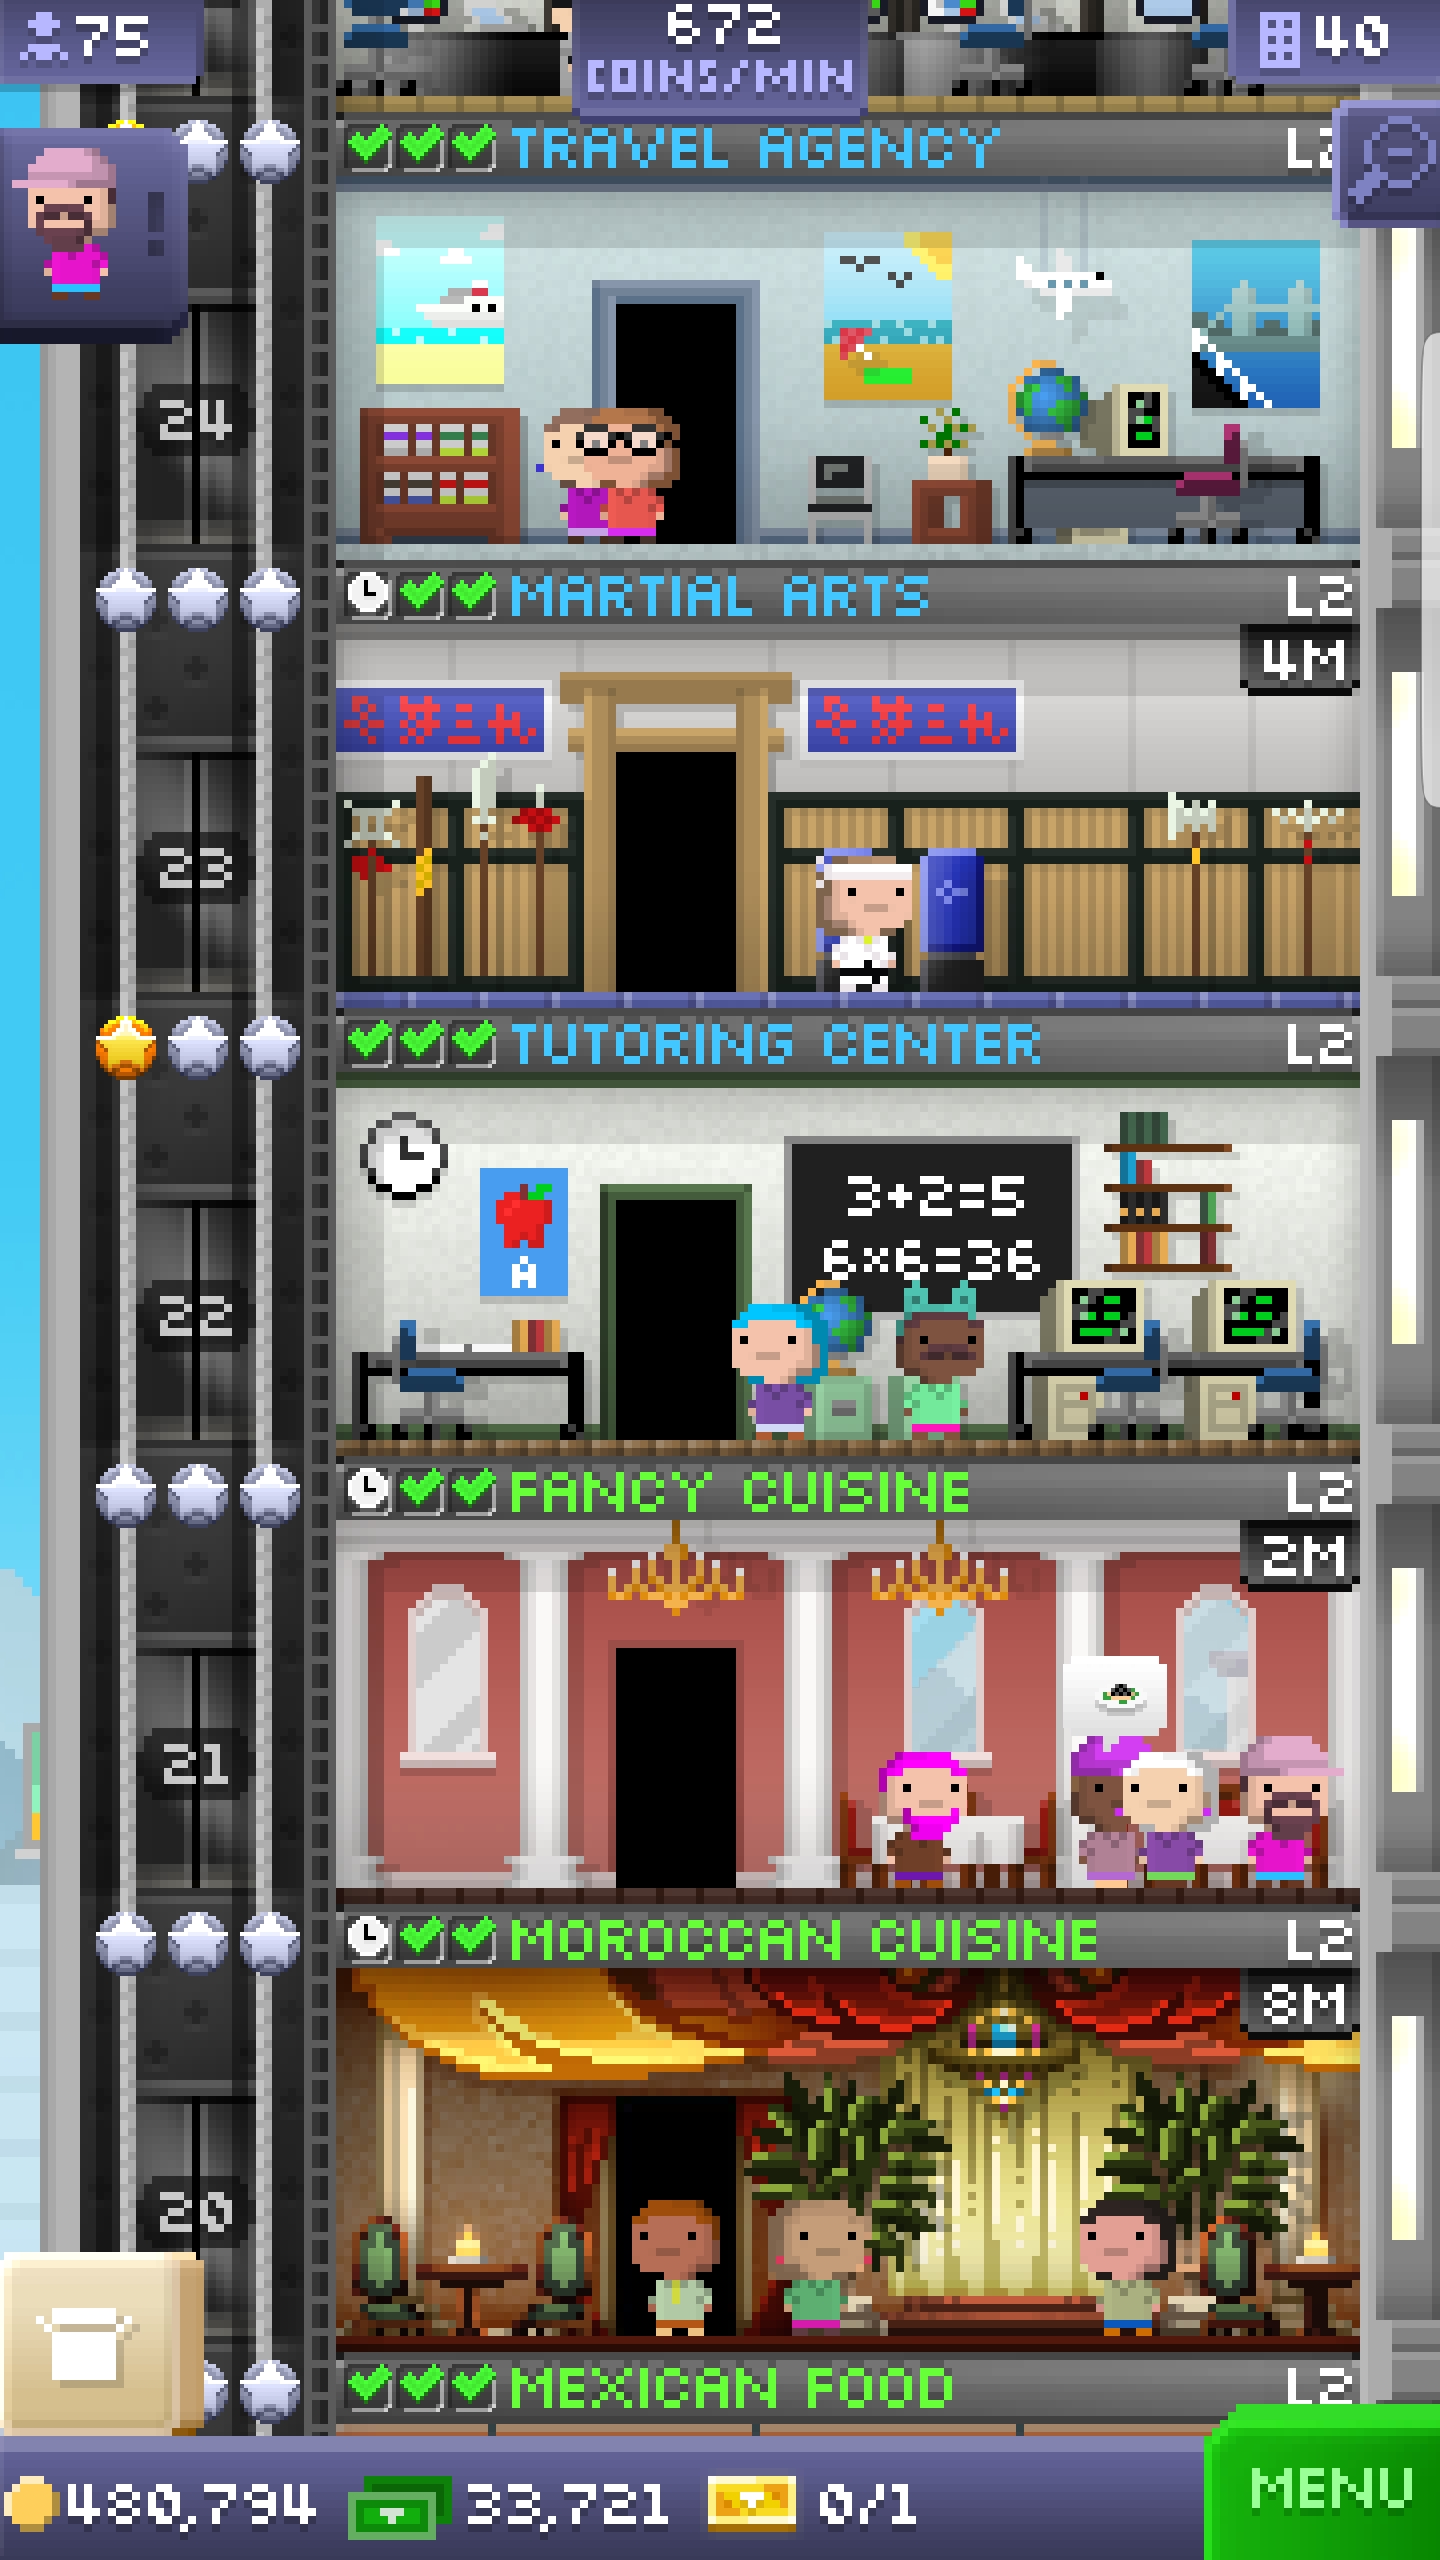 75
672
COINS/MIN
40
TRAVEL AGENCY
!
24
MARTIAL ARTS L2
4M
23
TUTORING CENTER L2
3+2=5
6×6=36
A
22
FANCY CUISINE L2
2M
21
MOROCCAN CUISINE L2
8M
20
MEXICAN FOOD L2
480,794 33,721 0/1 MENU